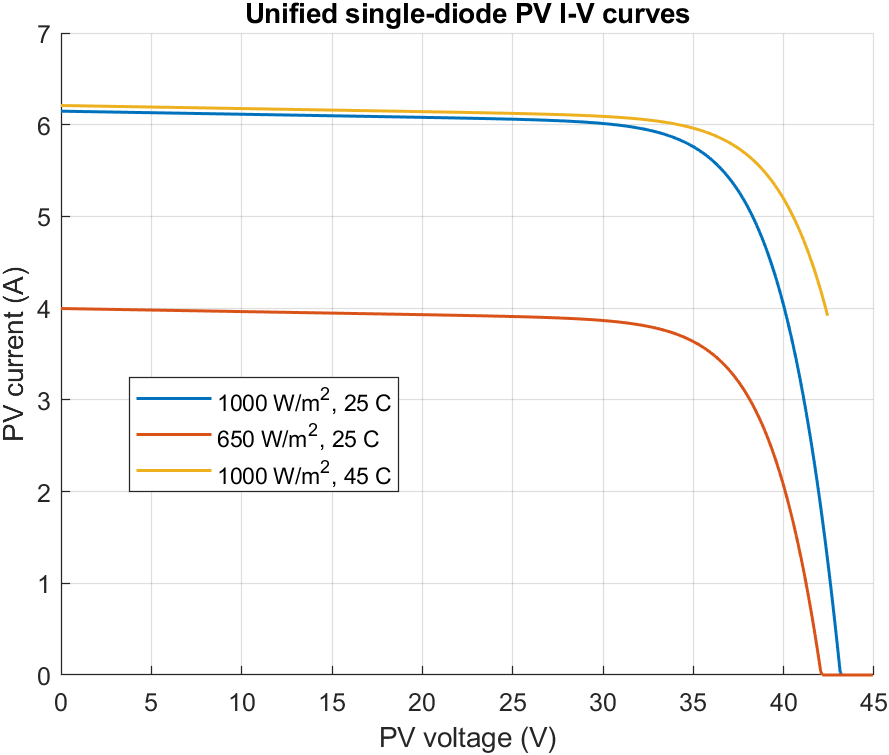 Unified single-diode PV I-V curves
7
6
5
4
3
2
1
0
PV current (A)
1000 W/m², 25 C
650 W/m², 25 C
1000 W/m², 45 C
0 5 10 15 20 25 30 35 40 45
PV voltage (V)